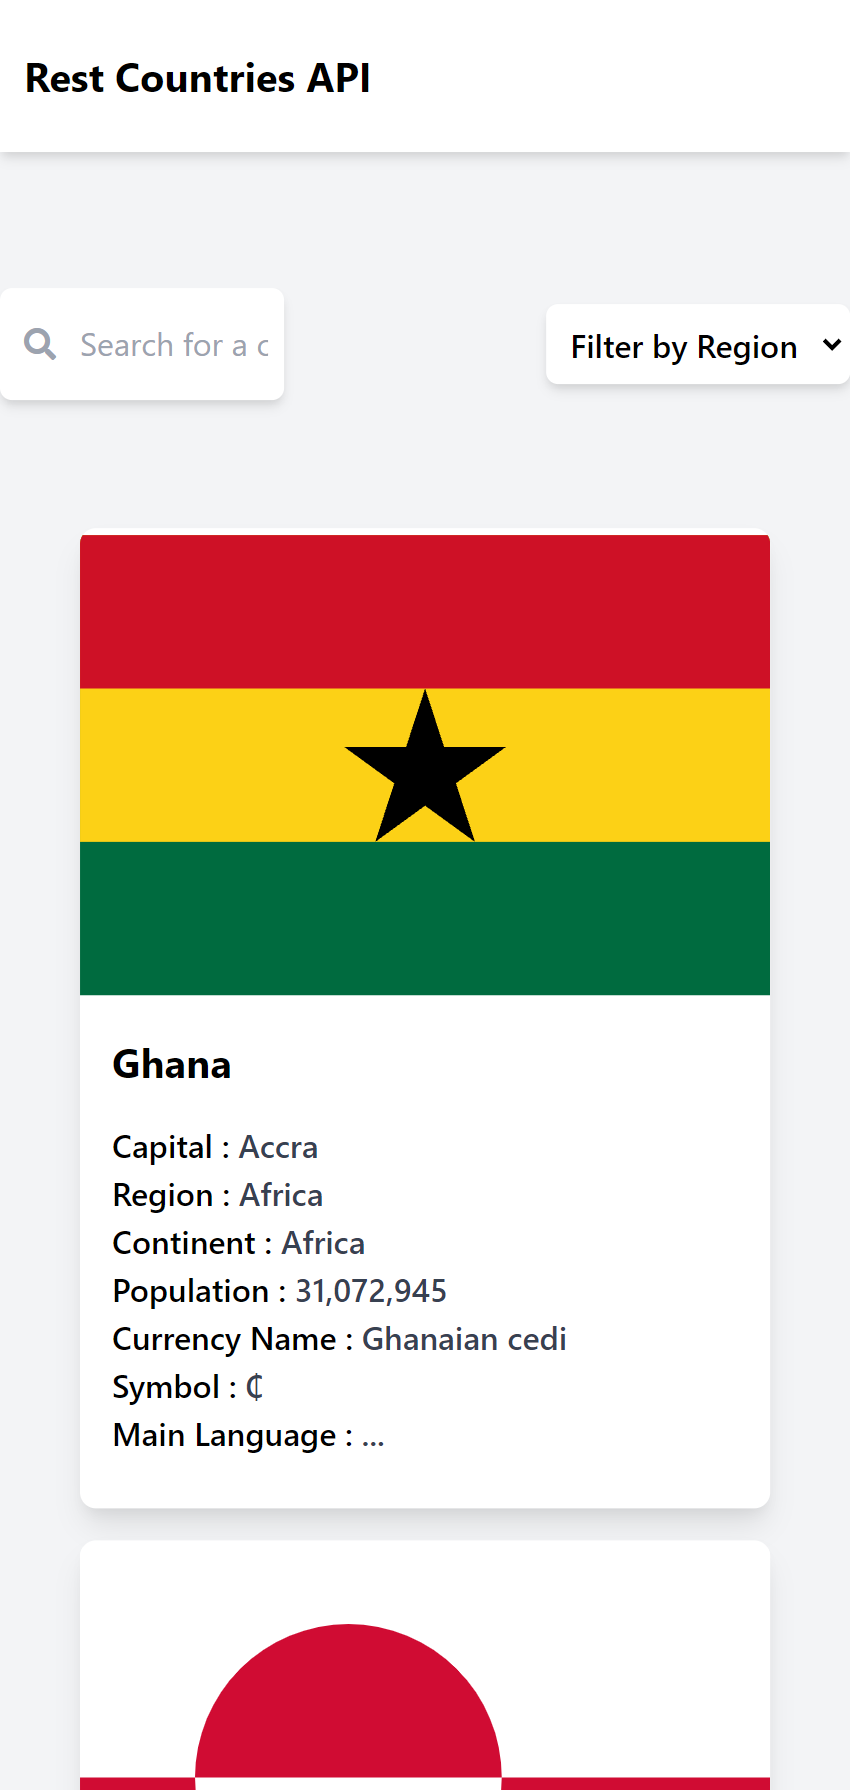 Rest Countries API
Search for a c
Filter by Region
Ghana
Capital : Accra
Region : Africa
Continent : Africa
Population : 31,072,945
Currency Name : Ghanaian cedi
Symbol : ₵
Main Language : ...